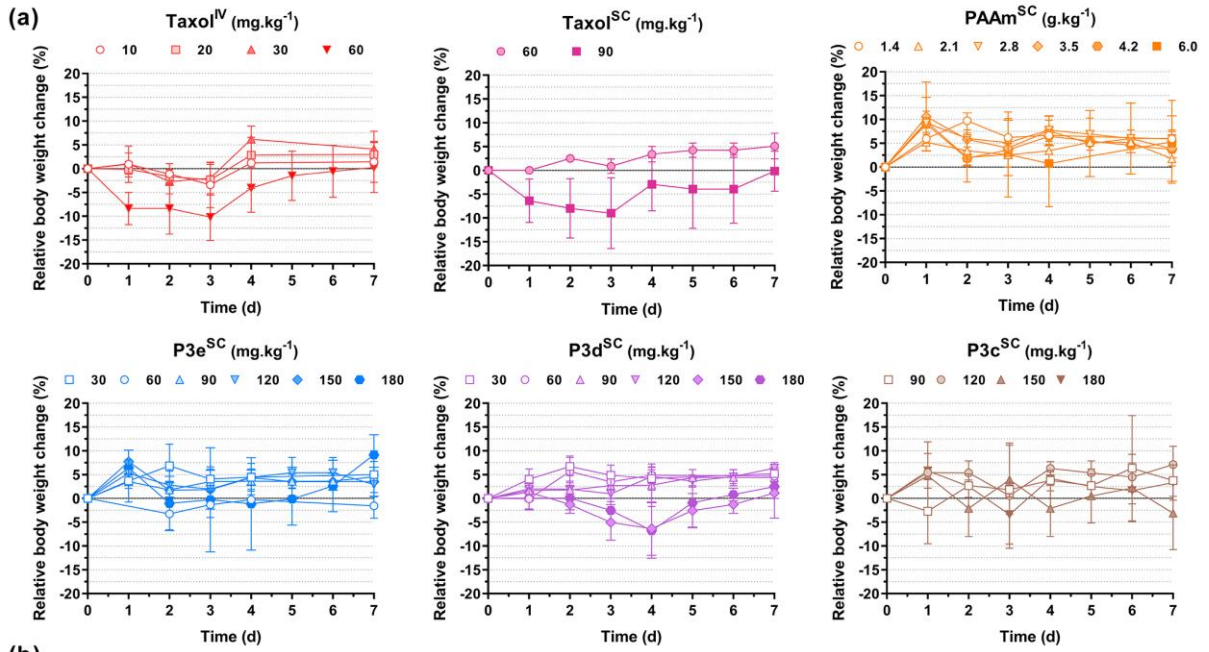 (a)
Taxol^IV (mg.kg^-1)
10 20 30 60
Relative body weight change (%)
20
15
10
5
0
-5
-10
-15
-20
0 1 2 3 4 5 6 7
Time (d)
Taxol^SC (mg.kg^-1)
60 90
Relative body weight change (%)
20
15
10
5
0
-5
-10
-15
-20
0 1 2 3 4 5 6 7
Time (d)
PAAm^SC (g.kg^-1)
1.4 2.1 2.8 3.5 4.2 6.0
Relative body weight change (%)
20
15
10
5
0
-5
-10
-15
-20
0 1 2 3 4 5 6 7
Time (d)
P3e^SC (mg.kg^-1)
30 60 90 120 150 180
Relative body weight change (%)
20
15
10
5
0
-5
-10
-15
-20
0 1 2 3 4 5 6 7
Time (d)
P3d^SC (mg.kg^-1)
30 60 90 120 150 180
Relative body weight change (%)
20
15
10
5
0
-5
-10
-15
-20
0 1 2 3 4 5 6 7
Time (d)
P3c^SC (mg.kg^-1)
90 120 150 180
Relative body weight change (%)
20
15
10
5
0
-5
-10
-15
-20
0 1 2 3 4 5 6 7
Time (d)
(b)